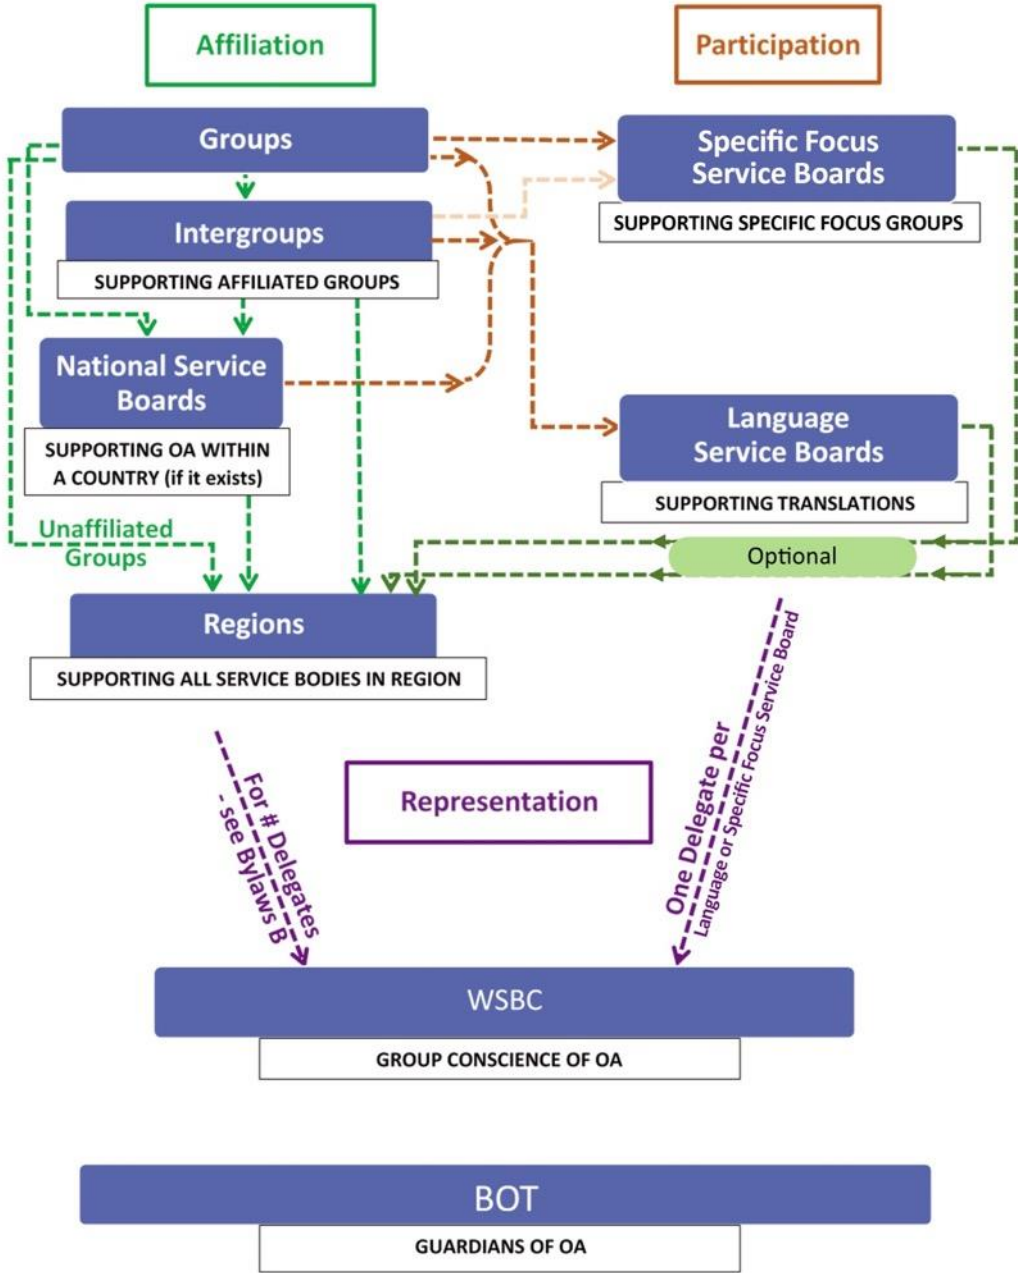 Affiliation
Participation
Groups
Specific Focus
Service Boards
SUPPORTING SPECIFIC FOCUS GROUPS
Intergroups
SUPPORTING AFFILIATED GROUPS
National Service
Boards
SUPPORTING OA WITHIN
A COUNTRY (if it exists)
Language
Service Boards
SUPPORTING TRANSLATIONS
Unaffiliated
Groups
Optional
Regions
SUPPORTING ALL SERVICE BODIES IN REGION
For # Delegates
- see Bylaws B
Representation
One Delegate per
Language or Specific Focus Service Board
WSBC
GROUP CONSCIENCE OF OA
BOT
GUARDIANS OF OA